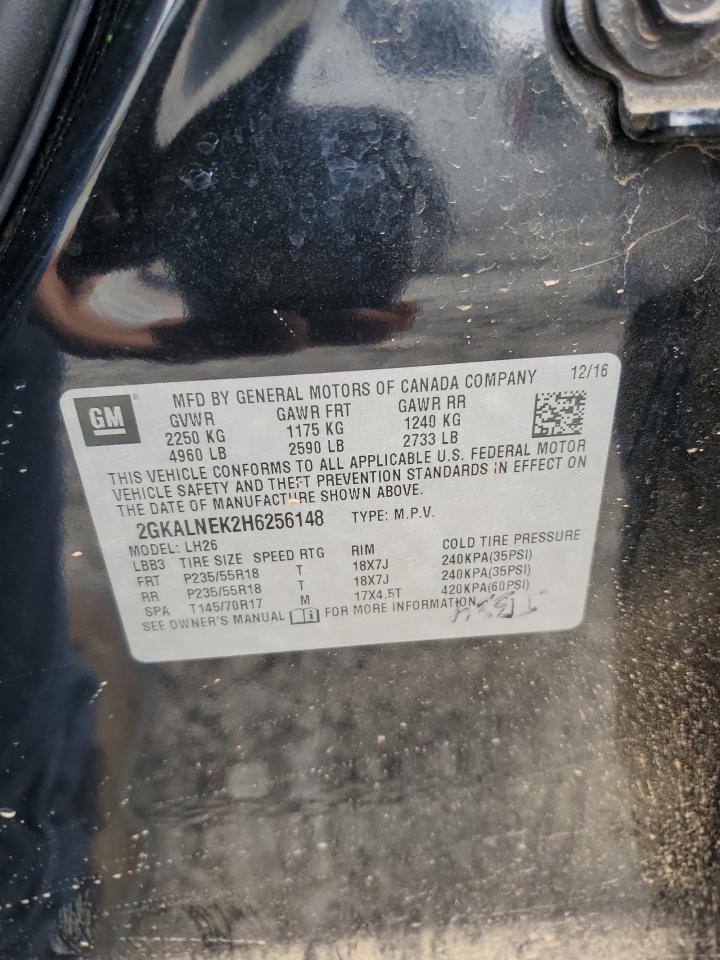 GM
MFD BY GENERAL MOTORS OF CANADA COMPANY 12/16
GVWR GAWR FRT GAWR RR
2250 KG 1175 KG 1240 KG
4960 LB 2590 LB 2733 LB
THIS VEHICLE CONFORMS TO ALL APPLICABLE U.S. FEDERAL MOTOR
VEHICLE SAFETY AND THEFT PREVENTION STANDARDS IN EFFECT ON
THE DATE OF MANUFACTURE SHOWN ABOVE.
2GKALNEK2H6256148 TYPE: M.P.V.
MODEL: LH26
LBB3 TIRE SIZE SPEED RTG RIM COLD TIRE PRESSURE
FRT P235/55R18 T 18X7J 240KPA(35PSI)
RR P235/55R18 T 18X7J 240KPA(35PSI)
SPA T145/70R17 M 17X4.5T 420KPA(60PSI)
SEE OWNER'S MANUAL FOR MORE INFORMATION